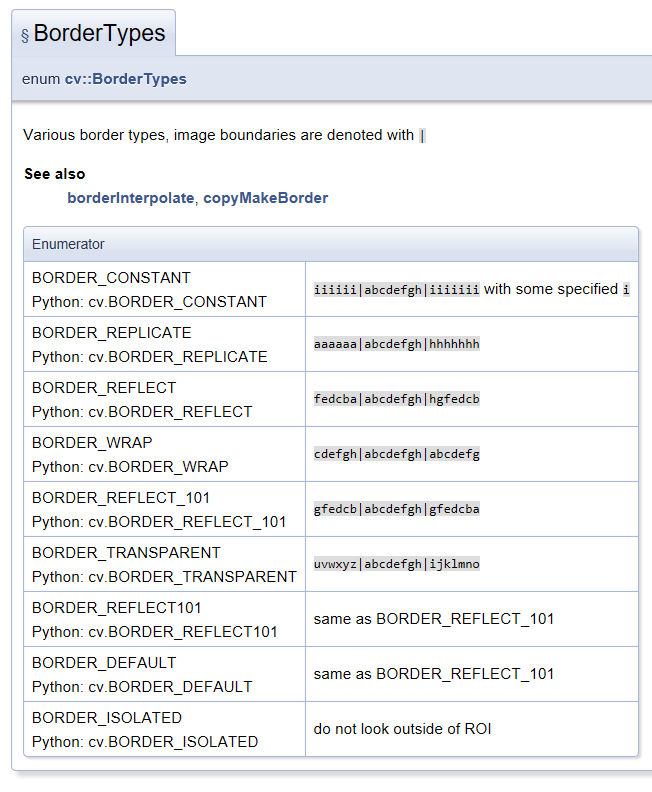 § BorderTypes
enum cv::BorderTypes
Various border types, image boundaries are denoted with |
See also
borderInterpolate, copyMakeBorder
Enumerator
BORDER_CONSTANT
Python: cv.BORDER_CONSTANT
iiiiii|abcdefgh|iiiiiii with some specified i
BORDER_REPLICATE
Python: cv.BORDER_REPLICATE
aaaaaa|abcdefgh|hhhhhhh
BORDER_REFLECT
Python: cv.BORDER_REFLECT
fedcba|abcdefgh|hgfedcb
BORDER_WRAP
Python: cv.BORDER_WRAP
cdefgh|abcdefgh|abcdefg
BORDER_REFLECT_101
Python: cv.BORDER_REFLECT_101
gfedcb|abcdefgh|gfedcba
BORDER_TRANSPARENT
Python: cv.BORDER_TRANSPARENT
uvwxyz|abcdefgh|ijklmno
BORDER_REFLECT101
Python: cv.BORDER_REFLECT101
same as BORDER_REFLECT_101
BORDER_DEFAULT
Python: cv.BORDER_DEFAULT
same as BORDER_REFLECT_101
BORDER_ISOLATED
Python: cv.BORDER_ISOLATED
do not look outside of ROI